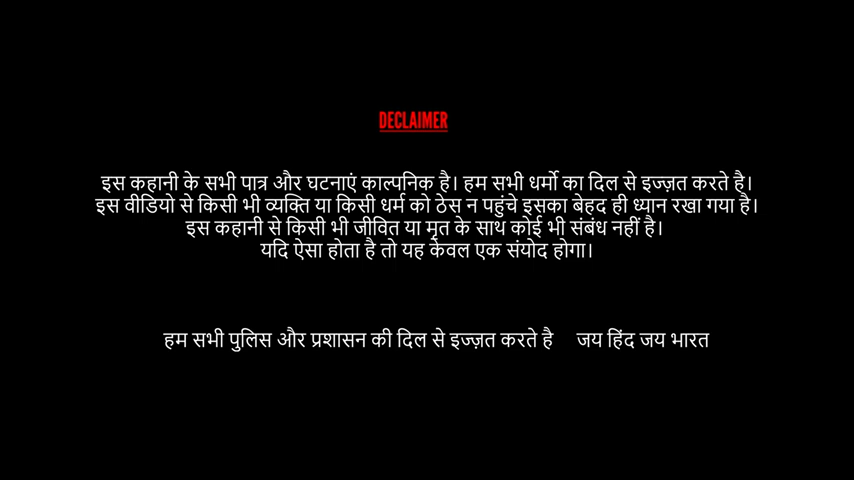 DECLAIMER
इस कहानी के सभी पात्र और घटनाएं काल्पनिक है। हम सभी धर्मो का दिल से इज्ज़त करते है।
इस वीडियो से किसी भी व्यक्ति या किसी धर्म को ठेस न पहुंचे इसका बेहद ही ध्यान रखा गया है।
इस कहानी से किसी भी जीवित या मृत के साथ कोई भी संबंध नहीं है।
यदि ऐसा होता है तो यह केवल एक संयोद होगा।
हम सभी पुलिस और प्रशासन की दिल से इज्ज़त करते है जय हिंद जय भारत